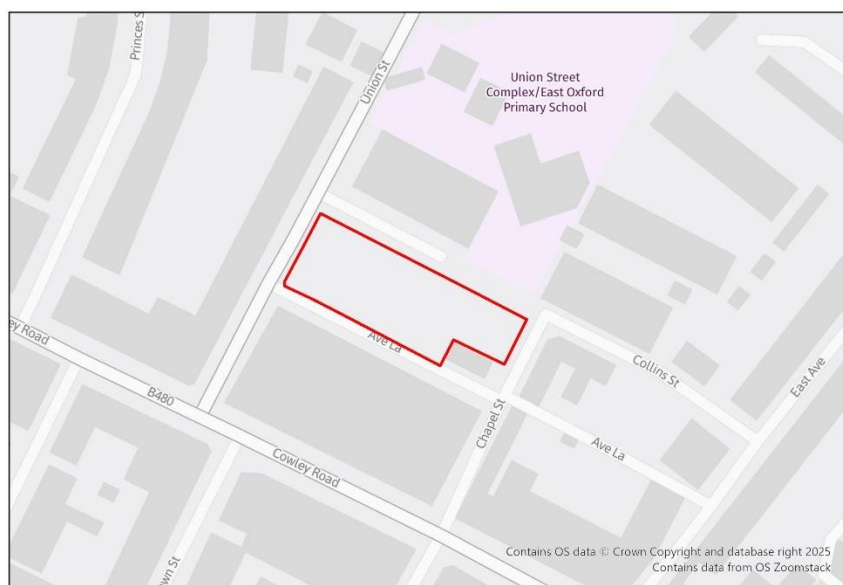 Princes S
Union St
Union Street
Complex/East Oxford
Primary School
ey Road
Ave La
B480
Cowley Road
Chapel St
Collins St
East Ave
Ave La
wn St
Contains OS data © Crown Copyright and database right 2025
Contains data from OS Zoomstack